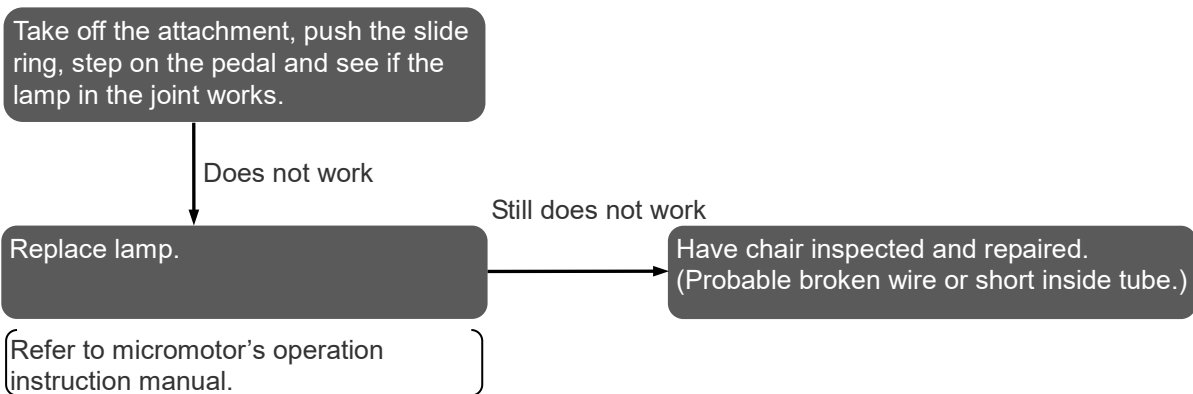 Take off the attachment, push the slide
ring, step on the pedal and see if the
lamp in the joint works.
Does not work
Still does not work
Replace lamp.
Have chair inspected and repaired.
(Probable broken wire or short inside tube.)
Refer to micromotor’s operation
instruction manual.